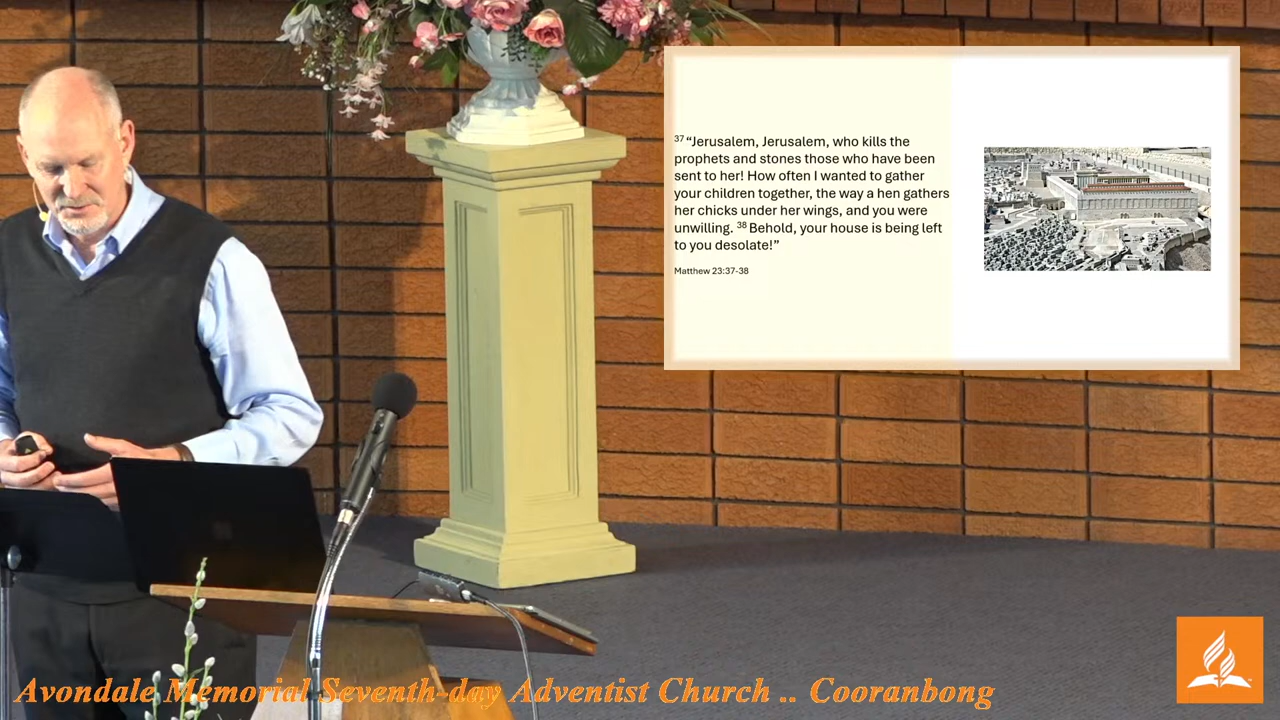 37 “Jerusalem, Jerusalem, who kills the
prophets and stones those who have been
sent to her! How often I wanted to gather
your children together, the way a hen gathers
her chicks under her wings, and you were
unwilling. 38 Behold, your house is being left
to you desolate!”
Matthew 23:37-38
Avondale Memorial Seventh-day Adventist Church .. Cooranbong